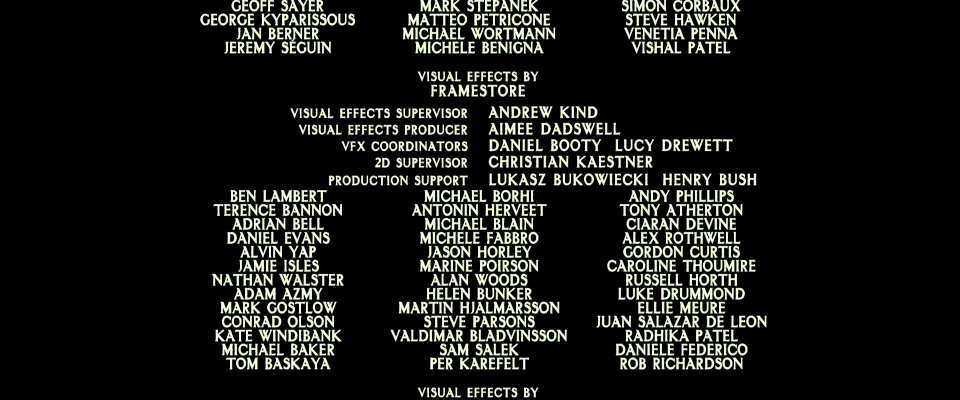 GEOFF SAYER MARK STEPANEK SIMON CORBAUX
GEORGE KYPARISSOUS MATTEO PETRICONE STEVE HAWKEN
JAN BERNER MICHAEL WORTMANN VENETIA PENNA
JEREMY SÉGUIN MICHELE BENIGNA VISHAL PATEL
VISUAL EFFECTS BY
FRAMESTORE
VISUAL EFFECTS SUPERVISOR ANDREW KIND
VISUAL EFFECTS PRODUCER AIMEE DADSWELL
VFX COORDINATORS DANIEL BOOTY LUCY DREWETT
2D SUPERVISOR CHRISTIAN KAESTNER
PRODUCTION SUPPORT LUKASZ BUKOWIECKI HENRY BUSH
BEN LAMBERT MICHAEL BORHI ANDY PHILLIPS
TERENCE BANNON ANTONIN HERVEET TONY ATHERTON
ADRIAN BELL MICHAEL BLAIN CIARAN DEVINE
DANIEL EVANS MICHELE FABBRO ALEX ROTHWELL
ALVIN YAP JASON HORLEY GORDON CURTIS
JAMIE ISLES MARINE POIRSON CAROLINE THOUMIRE
NATHAN WALSTER ALAN WOODS RUSSELL HORTH
ADAM AZMY HELEN BUNKER LUKE DRUMMOND
MARK GOSTLOW MARTIN HJALMARSSON ELLIE MEURE
CONRAD OLSON STEVE PARSONS JUAN SALAZAR DE LEON
KATE WINDIBANK VALDIMAR BLADVINSSON RADHIKA PATEL
MICHAEL BAKER SAM SALEK DANIELE FEDERICO
TOM BASKAYA PER KAREFELT ROB RICHARDSON
VISUAL EFFECTS BY